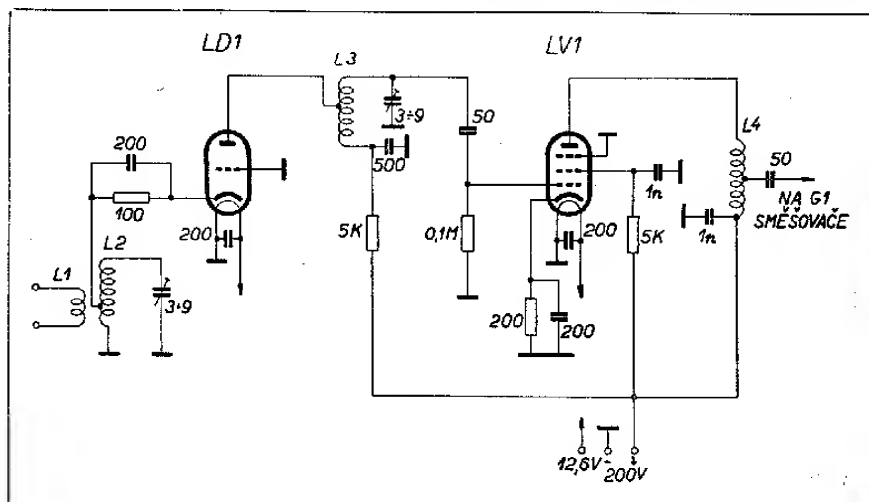 LD1
LV1
L3
L4
200
100
L1
L2
3÷9
200
3÷9
500
5K
50
0,1M
200
200
200
1n
5K
1n
50
NA G1
SMĚŠOVAČE
12,6V-
200V